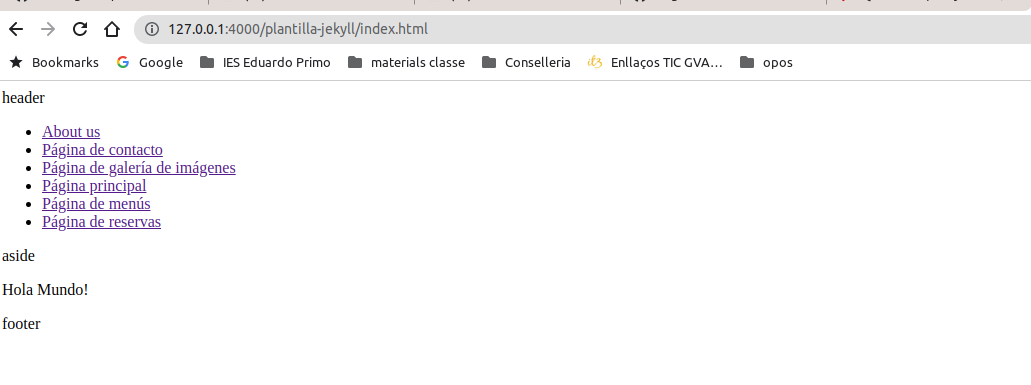 127.0.0.1:4000/plantilla-jekyll/index.html
Bookmarks Google IES Eduardo Primo materials classe Conselleria Enllaços TIC GVA… opos
header
About us
Página de contacto
Página de galería de imágenes
Página principal
Página de menús
Página de reservas
aside
Hola Mundo!
footer